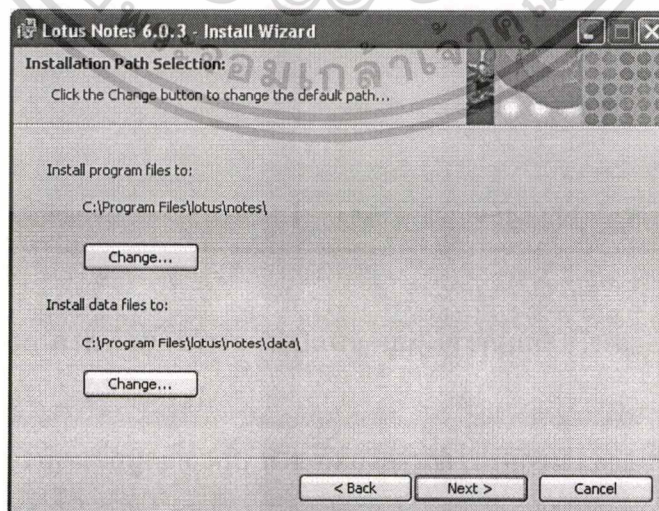 Lotus Notes 6.0.3 - Install Wizard
Installation Path Selection:
Click the Change button to change the default path...
Install program files to:
C:\Program Files\lotus\notes\
Change...
Install data files to:
C:\Program Files\lotus\notes\data\
Change...
< Back
Next >
Cancel